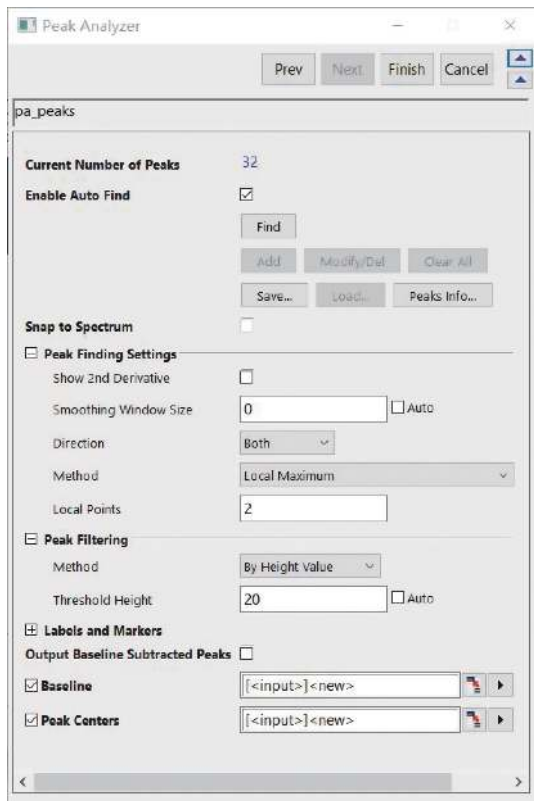 Peak Analyzer
Prev Next Finish Cancel
pa_peaks
Current Number of Peaks 32
Enable Auto Find
Find
Add Modify/Del Clear All
Save... Load... Peaks Info...
Snap to Spectrum
Peak Finding Settings
Show 2nd Derivative
Smoothing Window Size 0 Auto
Direction Both
Method Local Maximum
Local Points 2
Peak Filtering
Method By Height Value
Threshold Height 20 Auto
Labels and Markers
Output Baseline Subtracted Peaks
Baseline [<input>]<new>
Peak Centers [<input>]<new>